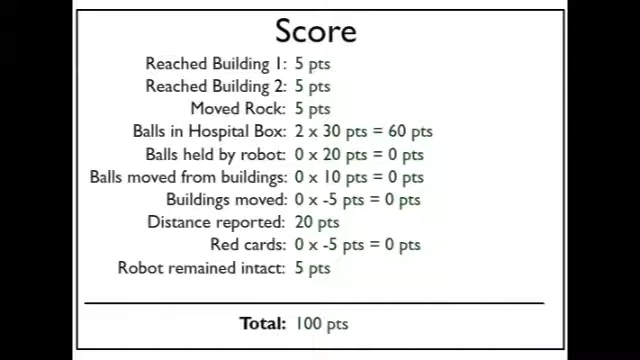 Score
Reached Building 1: 5 pts
Reached Building 2: 5 pts
Moved Rock: 5 pts
Balls in Hospital Box: 2 x 30 pts = 60 pts
Balls held by robot: 0 x 20 pts = 0 pts
Balls moved from buildings: 0 x 10 pts = 0 pts
Buildings moved: 0 x -5 pts = 0 pts
Distance reported: 20 pts
Red cards: 0 x -5 pts = 0 pts
Robot remained intact: 5 pts
Total: 100 pts